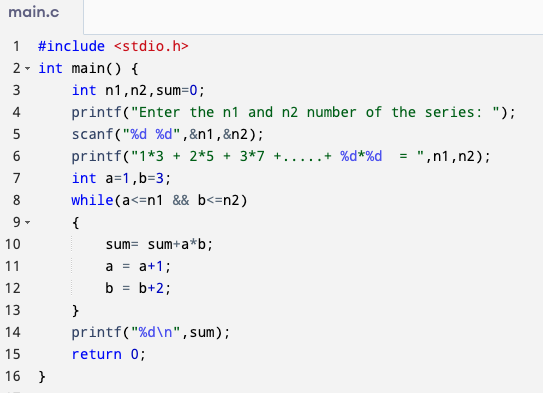 main.c
1 #include <stdio.h>
2 int main() {
3 int n1,n2,sum=0;
4 printf("Enter the n1 and n2 number of the series: ");
5 scanf("%d %d",&n1,&n2);
6 printf("1*3 + 2*5 + 3*7 +.....+ %d*%d  = ",n1,n2);
7 int a=1,b=3;
8 while(a<=n1 && b<=n2)
9 {
10 sum= sum+a*b;
11 a = a+1;
12 b = b+2;
13 }
14 printf("%d\n",sum);
15 return 0;
16 }